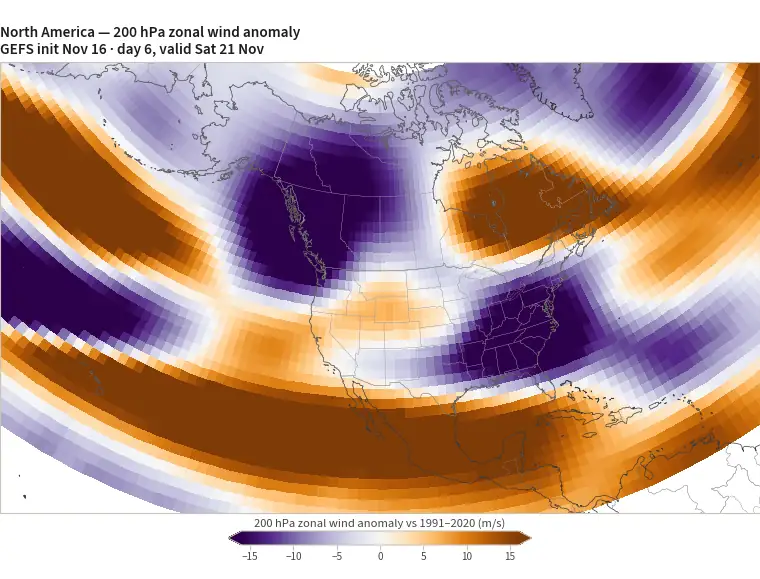 North America — 200 hPa zonal wind anomaly
GEFS init Nov 16 · day 6, valid Sat 21 Nov
200 hPa zonal wind anomaly vs 1991–2020 (m/s)
−15 −10 −5 0 5 10 15